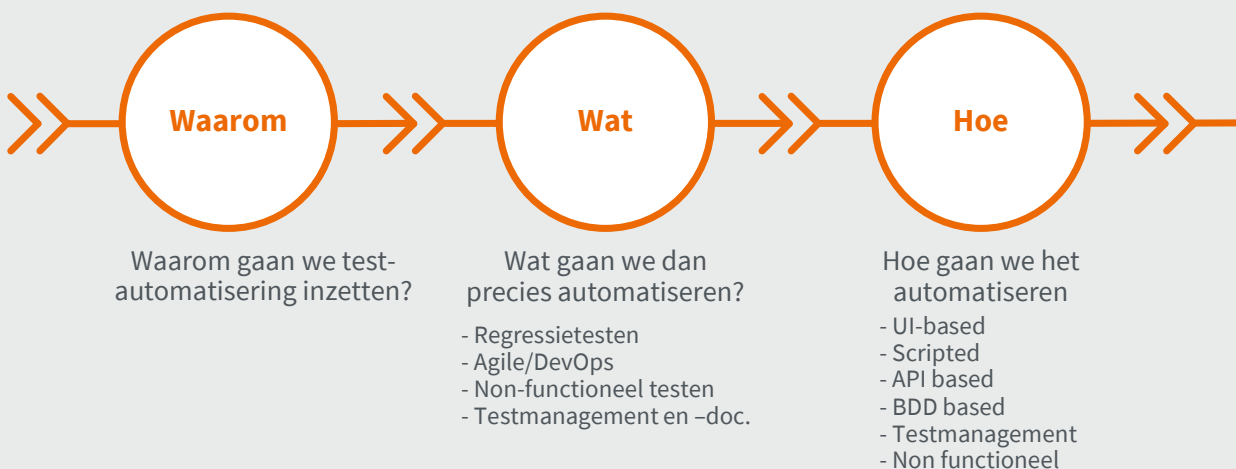 Waarom
Waarom gaan we test-
automatisering inzetten?
Wat
Wat gaan we dan
precies automatiseren?
- Regressietesten
- Agile/DevOps
- Non-functioneel testen
- Testmanagement en –doc.
Hoe
Hoe gaan we het
automatiseren
- UI-based
- Scripted
- API based
- BDD based
- Testmanagement
- Non functioneel